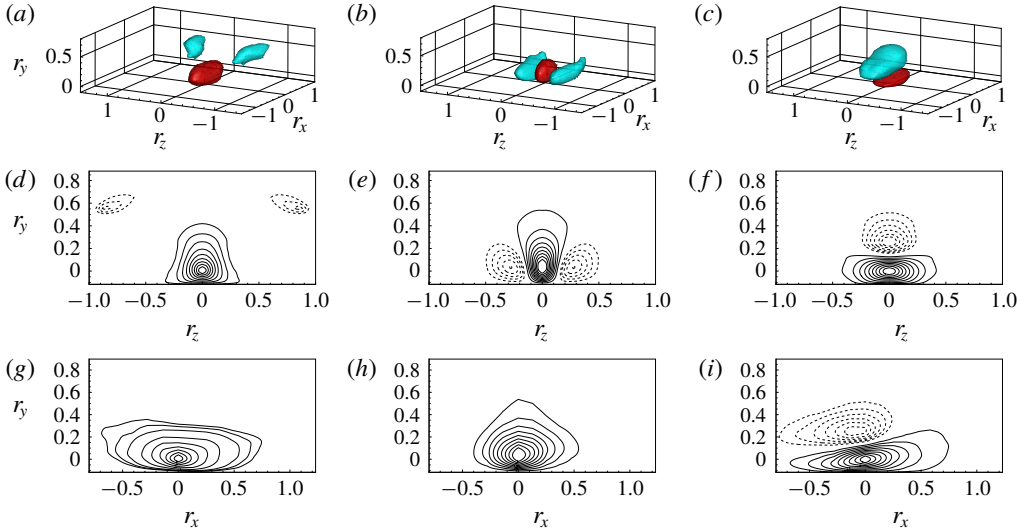 (a) (b) (c)
0.5 0.5 0.5
r_y
0 0 0
1 1 1
1 0 −1 −1 0 r_x 1 0 −1 −1 0 r_x 1 0 −1 −1 0 r_x
r_z r_z r_z
(d) (e) (f)
0.8 0.8 0.8
0.6 0.6 0.6
r_y
0.4 0.4 0.4
0.2 0.2 0.2
0 0 0
−1.0 −0.5 0 0.5 1.0 −1.0 −0.5 0 0.5 1.0 −1.0 −0.5 0 0.5 1.0
r_z r_z r_z
(g) (h) (i)
0.8 0.8 0.8
0.6 0.6 0.6
r_y
0.4 0.4 0.4
0.2 0.2 0.2
0 0 0
−0.5 0 0.5 1.0 −0.5 0 0.5 1.0 −0.5 0 0.5 1.0
r_x r_x r_x